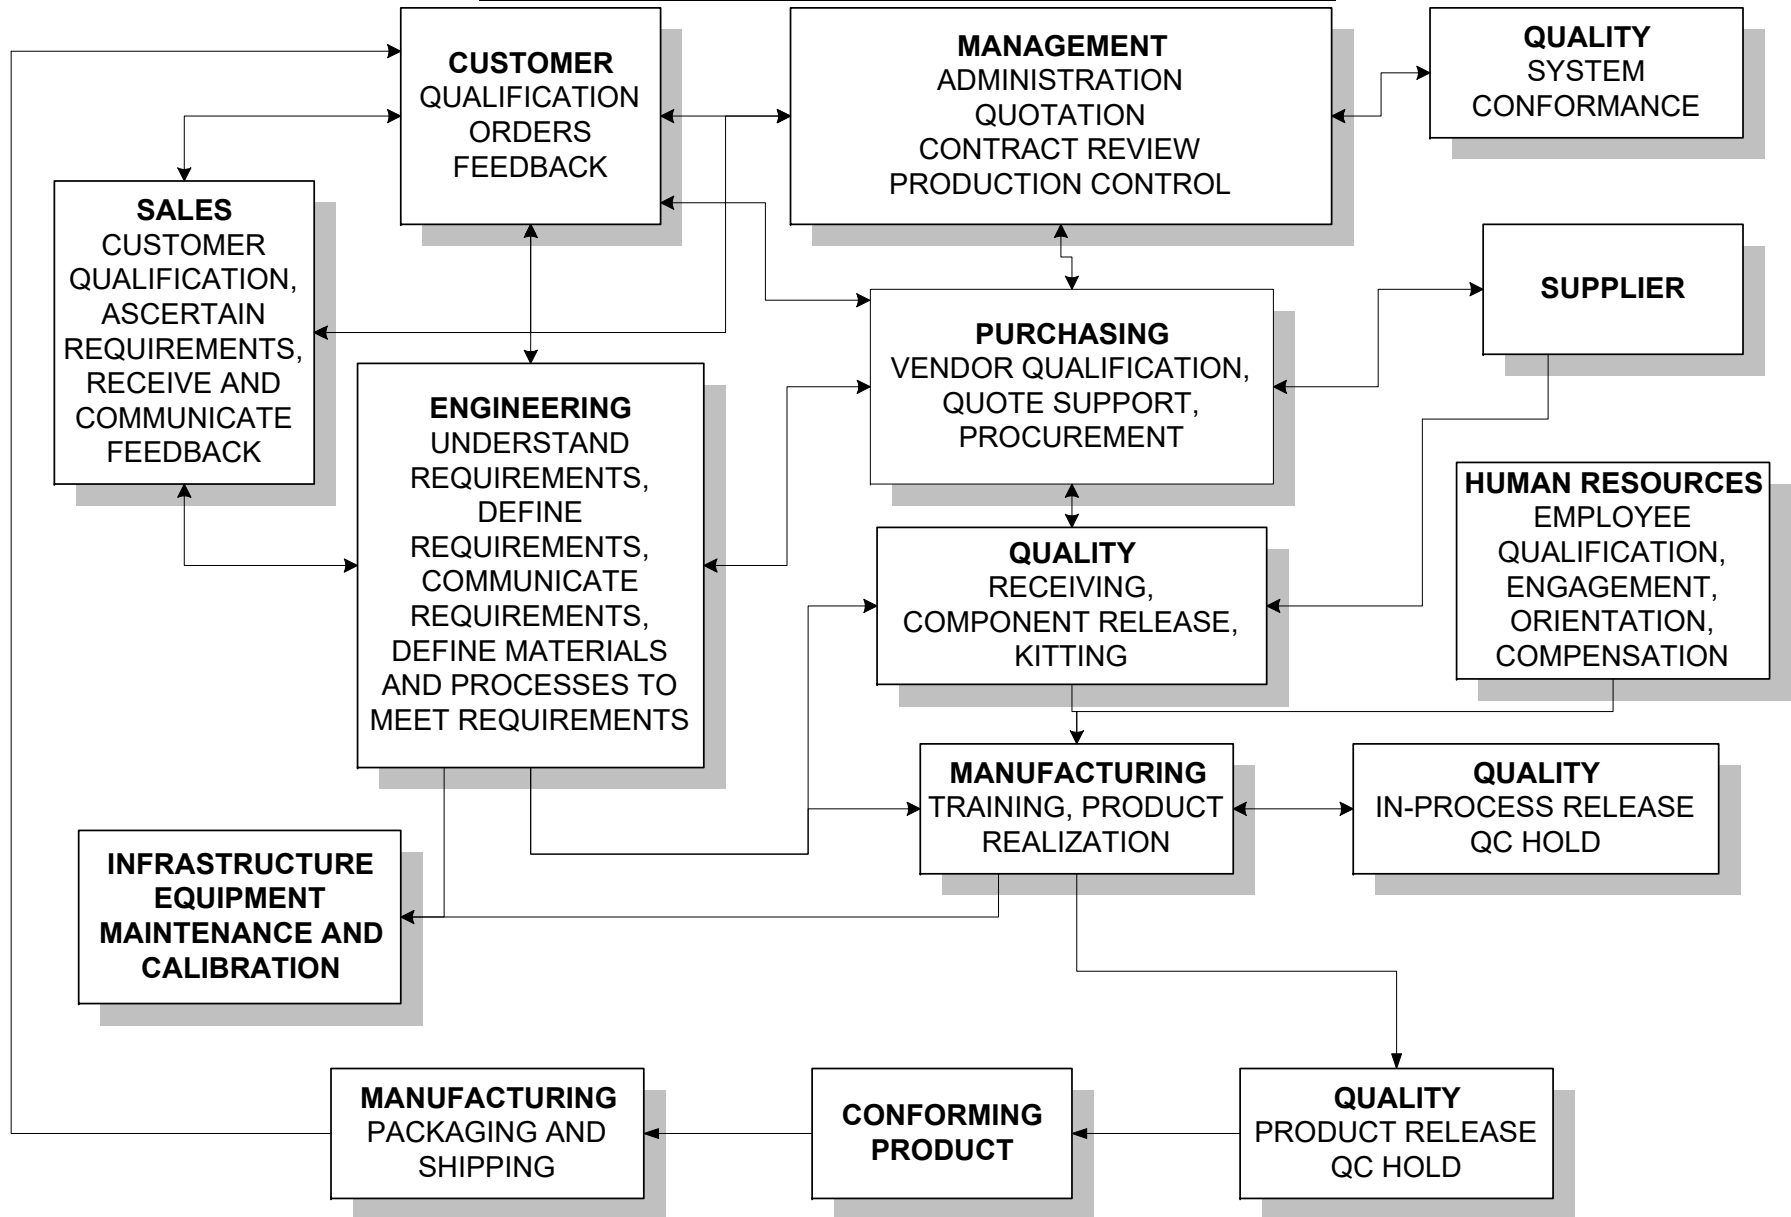 CUSTOMER
QUALIFICATION
ORDERS
FEEDBACK
MANAGEMENT
ADMINISTRATION
QUOTATION
CONTRACT REVIEW
PRODUCTION CONTROL
QUALITY
SYSTEM
CONFORMANCE
SALES
CUSTOMER
QUALIFICATION,
ASCERTAIN
REQUIREMENTS,
RECEIVE AND
COMMUNICATE
FEEDBACK
SUPPLIER
PURCHASING
VENDOR QUALIFICATION,
QUOTE SUPPORT,
PROCUREMENT
ENGINEERING
UNDERSTAND
REQUIREMENTS,
DEFINE
REQUIREMENTS,
COMMUNICATE
REQUIREMENTS,
DEFINE MATERIALS
AND PROCESSES TO
MEET REQUIREMENTS
HUMAN RESOURCES
EMPLOYEE
QUALIFICATION,
ENGAGEMENT,
ORIENTATION,
COMPENSATION
QUALITY
RECEIVING,
COMPONENT RELEASE,
KITTING
MANUFACTURING
TRAINING, PRODUCT
REALIZATION
QUALITY
IN-PROCESS RELEASE
QC HOLD
INFRASTRUCTURE
EQUIPMENT
MAINTENANCE AND
CALIBRATION
MANUFACTURING
PACKAGING AND
SHIPPING
CONFORMING
PRODUCT
QUALITY
PRODUCT RELEASE
QC HOLD